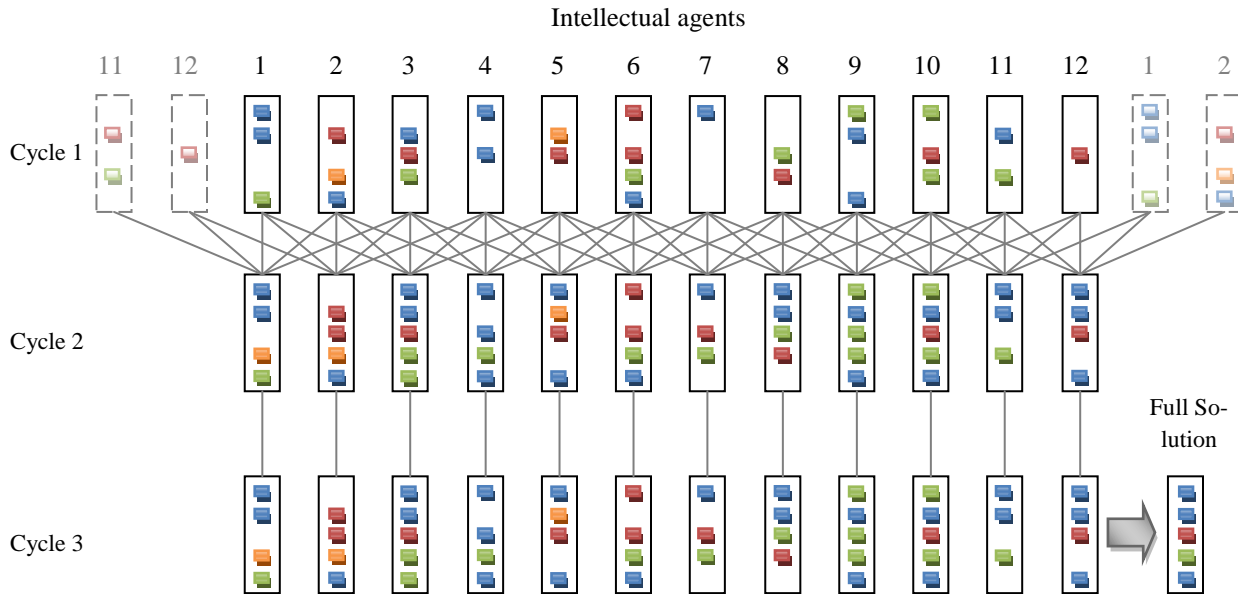 Intellectual agents
11 12 1 2 3 4 5 6 7 8 9 10 11 12 1 2
Cycle 1
Cycle 2
Full So-
lution
Cycle 3